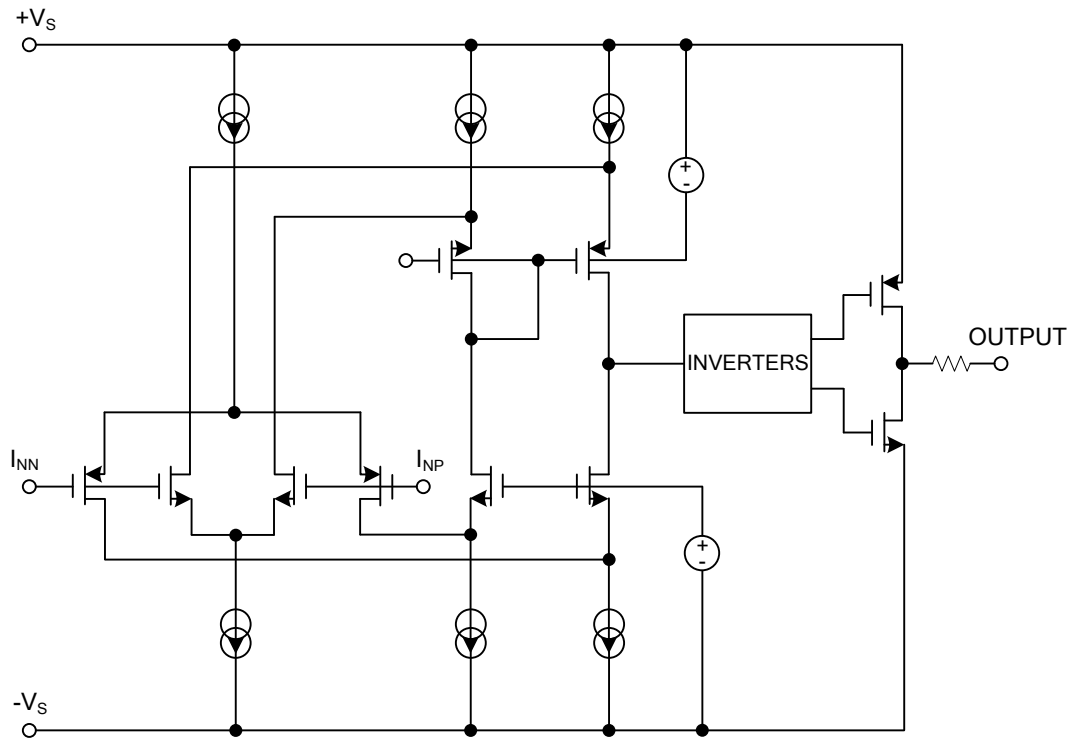 +VS
+
-
OUTPUT
INVERTERS
INN
INP
+
-
-VS